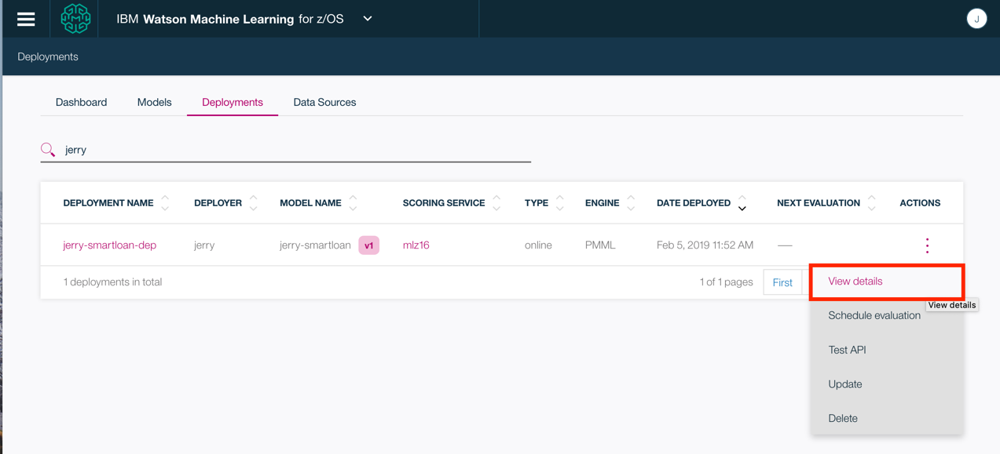 IBM Watson Machine Learning for z/OS
J
Deployments
Dashboard Models Deployments Data Sources
jerry
DEPLOYMENT NAME DEPLOYER MODEL NAME SCORING SERVICE TYPE ENGINE DATE DEPLOYED NEXT EVALUATION ACTIONS
jerry-smartloan-dep jerry jerry-smartloan v1 mlz16 online PMML Feb 5, 2019 11:52 AM —
1 deployments in total 1 of 1 pages First
View details
View details
Schedule evaluation
Test API
Update
Delete